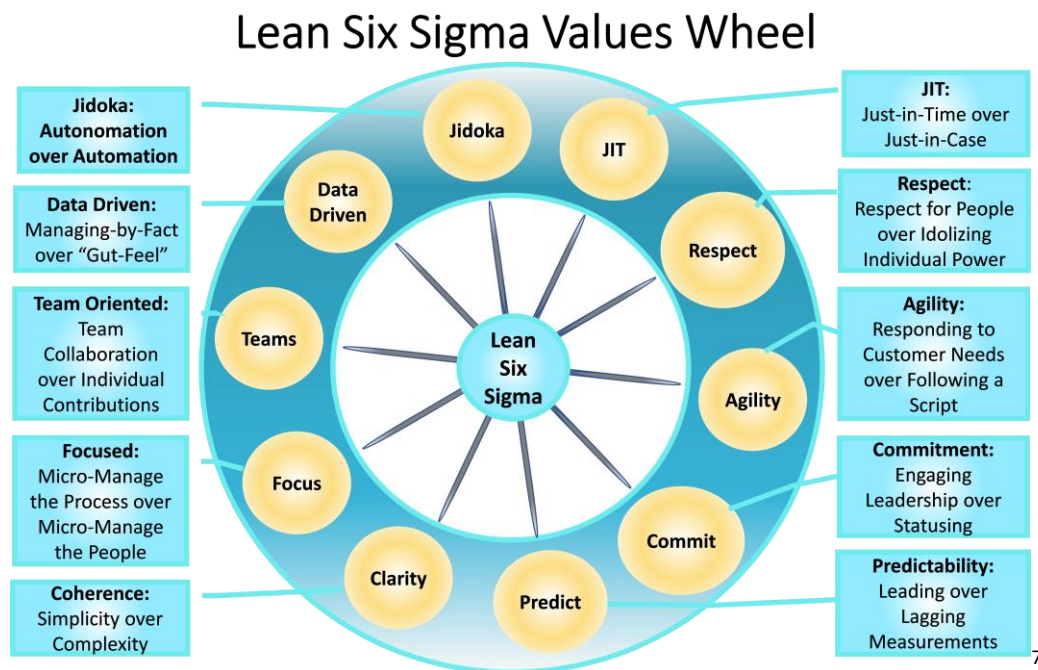 Lean Six Sigma Values Wheel
Jidoka:
Autonomation
over Automation
Data Driven:
Managing-by-Fact
over “Gut-Feel”
Team Oriented:
Team
Collaboration
over Individual
Contributions
Focused:
Micro-Manage
the Process over
Micro-Manage
the People
Coherence:
Simplicity over
Complexity
Jidoka
JIT
Data
Driven
Respect
Teams
Lean
Six
Sigma
Agility
Focus
Commit
Clarity
Predict
JIT:
Just-in-Time over
Just-in-Case
Respect:
Respect for People
over Idolizing
Individual Power
Agility:
Responding to
Customer Needs
over Following a
Script
Commitment:
Engaging
Leadership over
Statusing
Predictability:
Leading over
Lagging
Measurements
7